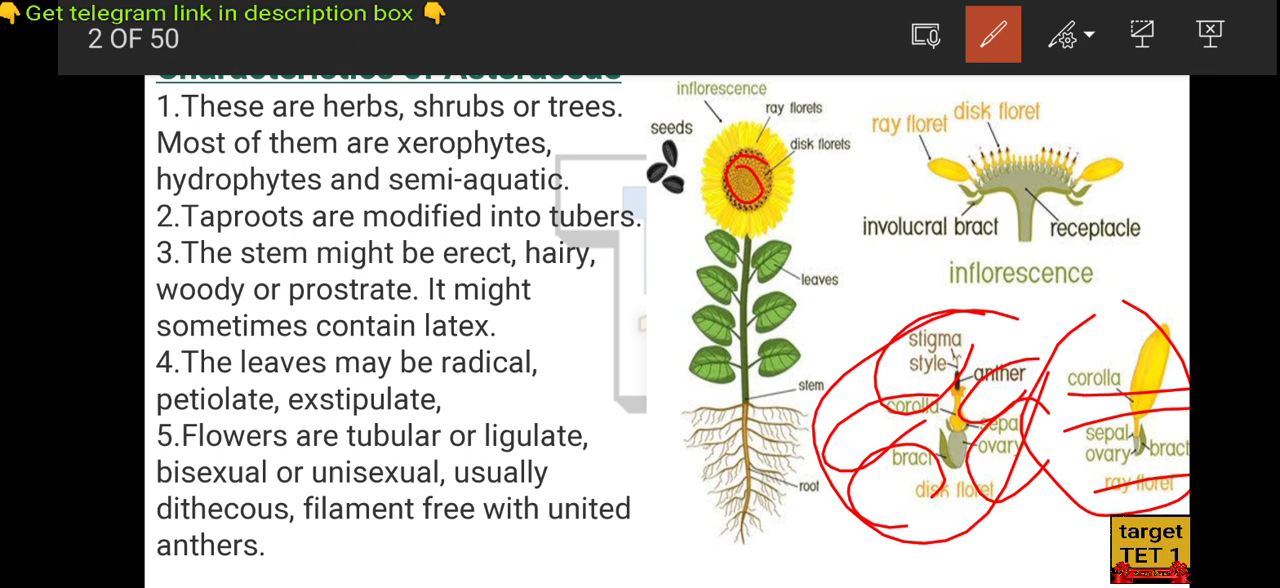 👇 Get telegram link in description box 👇
2 OF 50
Characteristics of Asteraceae
1.These are herbs, shrubs or trees.
Most of them are xerophytes,
hydrophytes and semi-aquatic.
2.Taproots are modified into tubers.
3.The stem might be erect, hairy,
woody or prostrate. It might
sometimes contain latex.
4.The leaves may be radical,
petiolate, exstipulate,
5.Flowers are tubular or ligulate,
bisexual or unisexual, usually
dithecous, filament free with united
anthers.
inflorescence
ray florets
seeds
disk florets
leaves
stem
root
disk floret
ray floret
involucral bract
receptacle
inflorescence
stigma
style
anther
corolla
sepal
ovary
bract
disk floret
corolla
sepal
ovary
bract
ray floret
target
TET 1